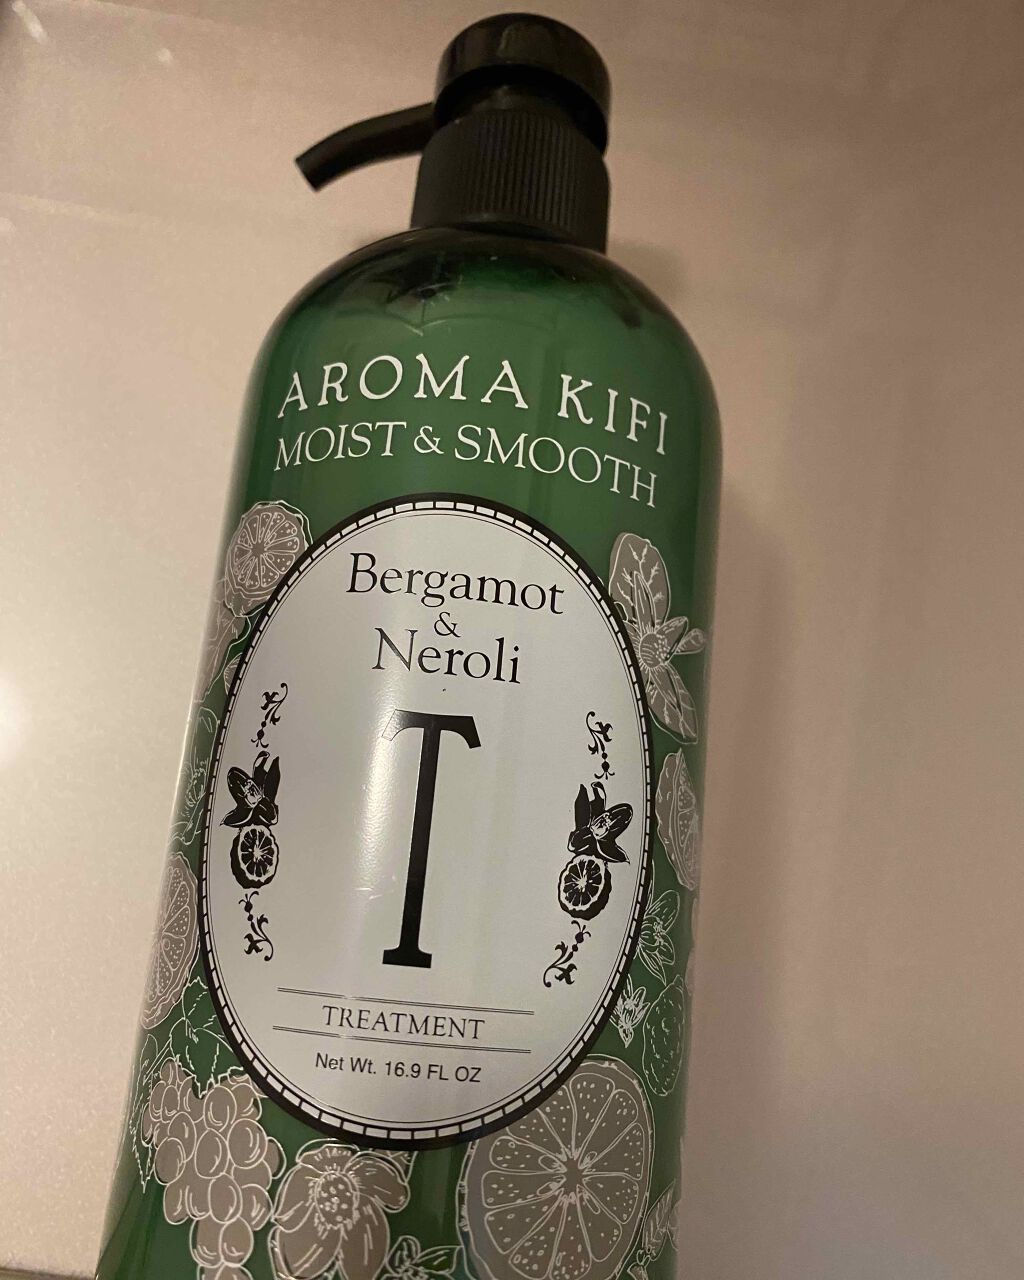 AROMA KIFI
MOIST & SMOOTH
Bergamot
&
Neroli
T
TREATMENT
Net Wt. 16.9 FL OZ